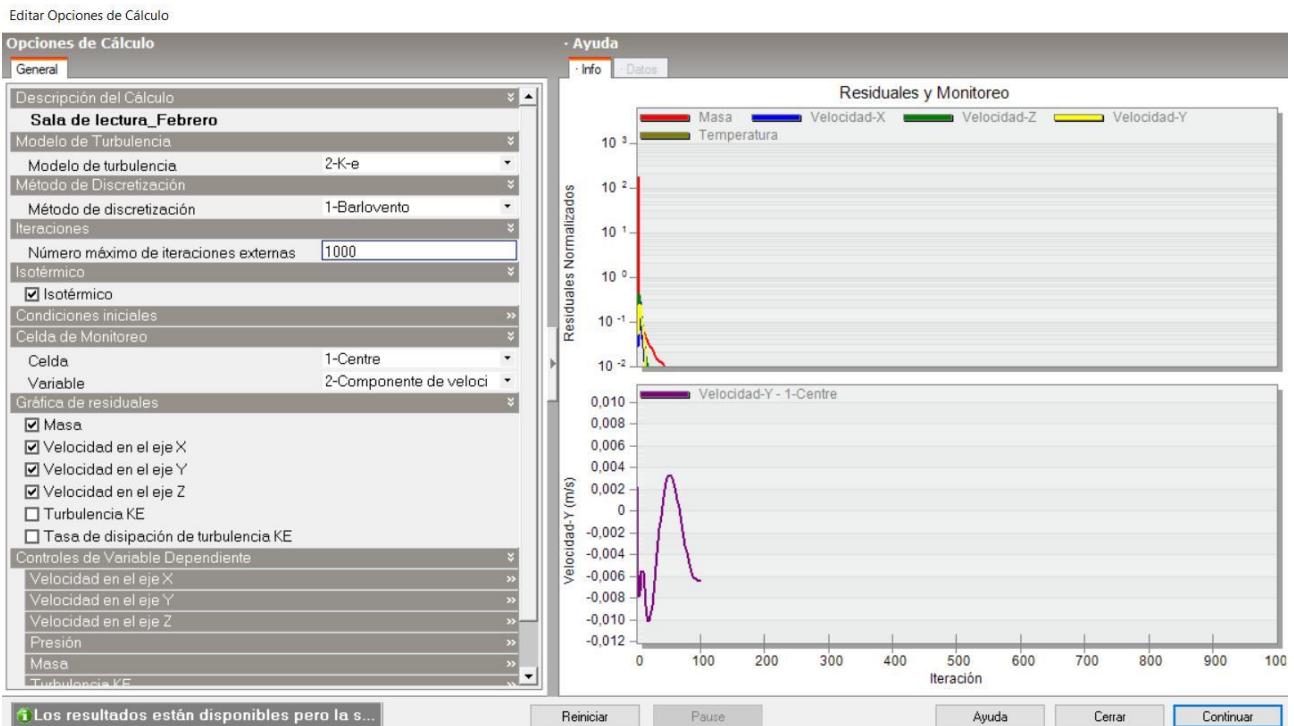 Editar Opciones de Cálculo
Opciones de Cálculo
General
Descripción del Cálculo
Sala de lectura_Febrero
Modelo de Turbulencia
Modelo de turbulencia 2-K-e
Método de Discretización
Método de discretización 1-Barlovento
Iteraciones
Número máximo de iteraciones externas 1000
Isotérmico
Isotérmico
Condiciones iniciales
Celda de Monitoreo
Celda 1-Centre
Variable 2-Componente de veloci
Gráfica de residuales
Masa
Velocidad en el eje X
Velocidad en el eje Y
Velocidad en el eje Z
Turbulencia KE
Tasa de disipación de turbulencia KE
Controles de Variable Dependiente
Velocidad en el eje X
Velocidad en el eje Y
Velocidad en el eje Z
Presión
Masa
Turbulencia KE
Los resultados están disponibles pero la s...
· Ayuda
· Info · Datos
Residuales y Monitoreo
Masa Velocidad-X Velocidad-Z Velocidad-Y
Temperatura
Residuales Normalizados
10 3
10 2
10 1
10 0
10 -1
10 -2
Velocidad-Y - 1-Centre
Velocidad-Y (m/s)
0,010
0,008
0,006
0,004
0,002
0
-0,002
-0,004
-0,006
-0,008
-0,010
-0,012
0 100 200 300 400 500 600 700 800 900 100
Iteración
Reiniciar Pause Ayuda Cerrar Continuar